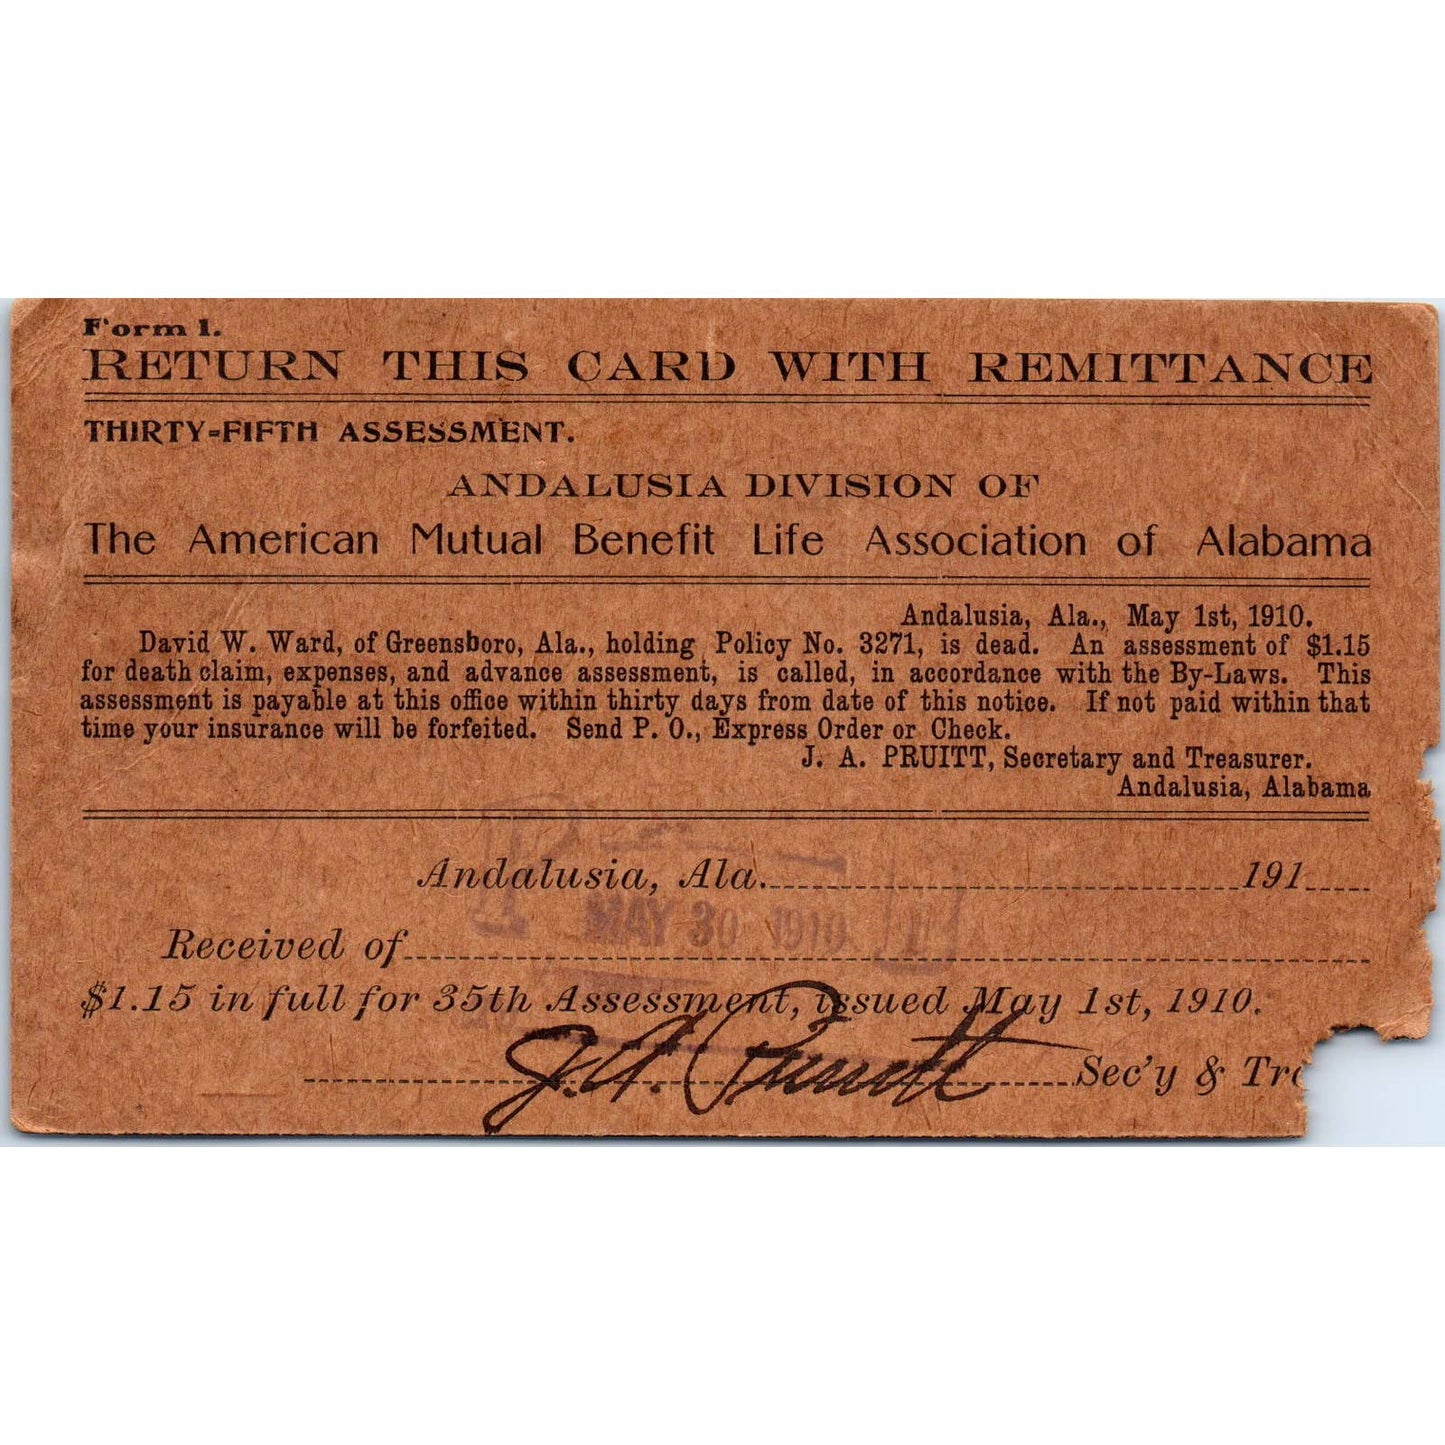 Form 1.
RETURN THIS CARD WITH REMITTANCE
THIRTY-FIFTH ASSESSMENT.
ANDALUSIA DIVISION OF
The American Mutual Benefit Life Association of Alabama
Andalusia, Ala., May 1st, 1910.
David W. Ward, of Greensboro, Ala., holding Policy No. 3271, is dead. An assessment of $1.15
for death claim, expenses, and advance assessment, is called, in accordance with the By-Laws. This
assessment is payable at this office within thirty days from date of this notice. If not paid within that
time your insurance will be forfeited. Send P. O., Express Order or Check.
J. A. PRUITT, Secretary and Treasurer.
Andalusia, Alabama
Andalusia, Ala. 191
MAY 30 1910
Received of
$1.15 in full for 35th Assessment, issued May 1st, 1910.
J. A. Pruitt Sec'y & Tre